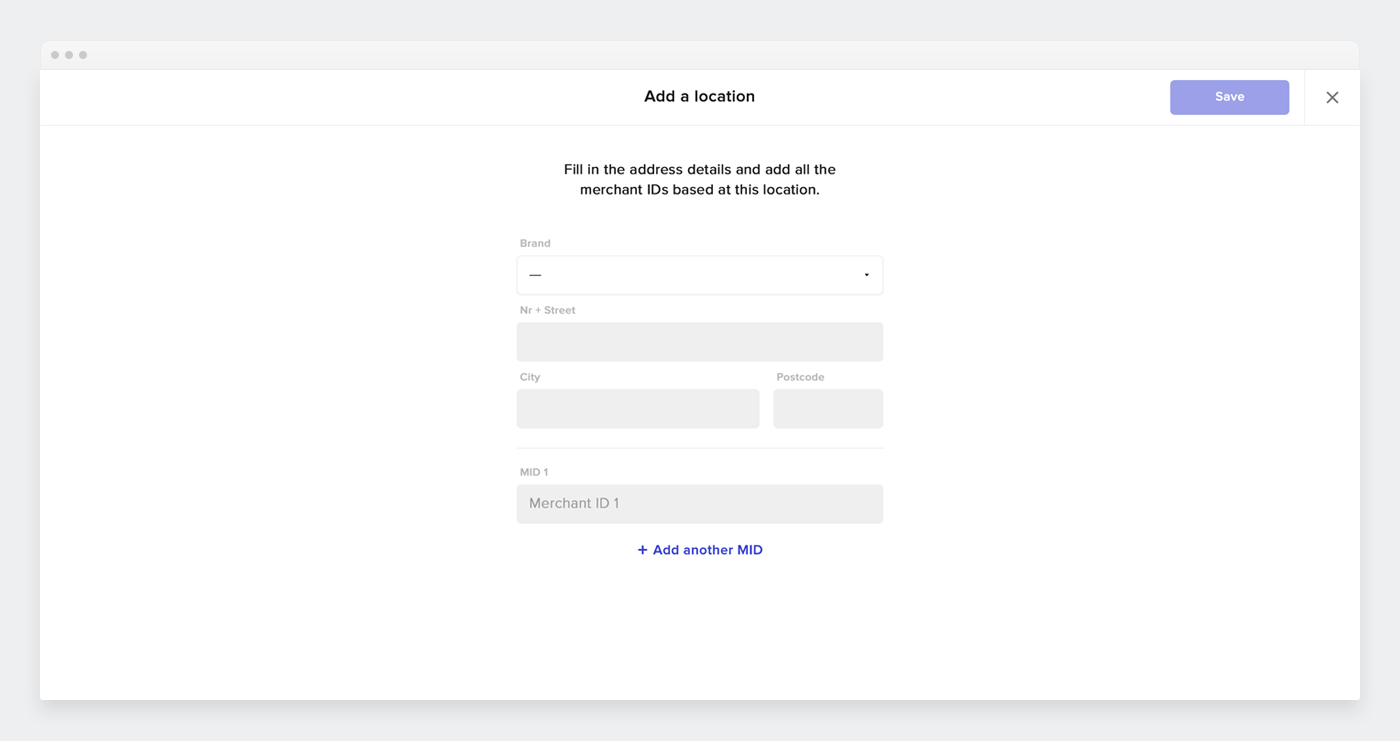 Add a location
Save
Fill in the address details and add all the
merchant IDs based at this location.
Brand
—
Nr + Street
City
Postcode
MID 1
Merchant ID 1
+ Add another MID